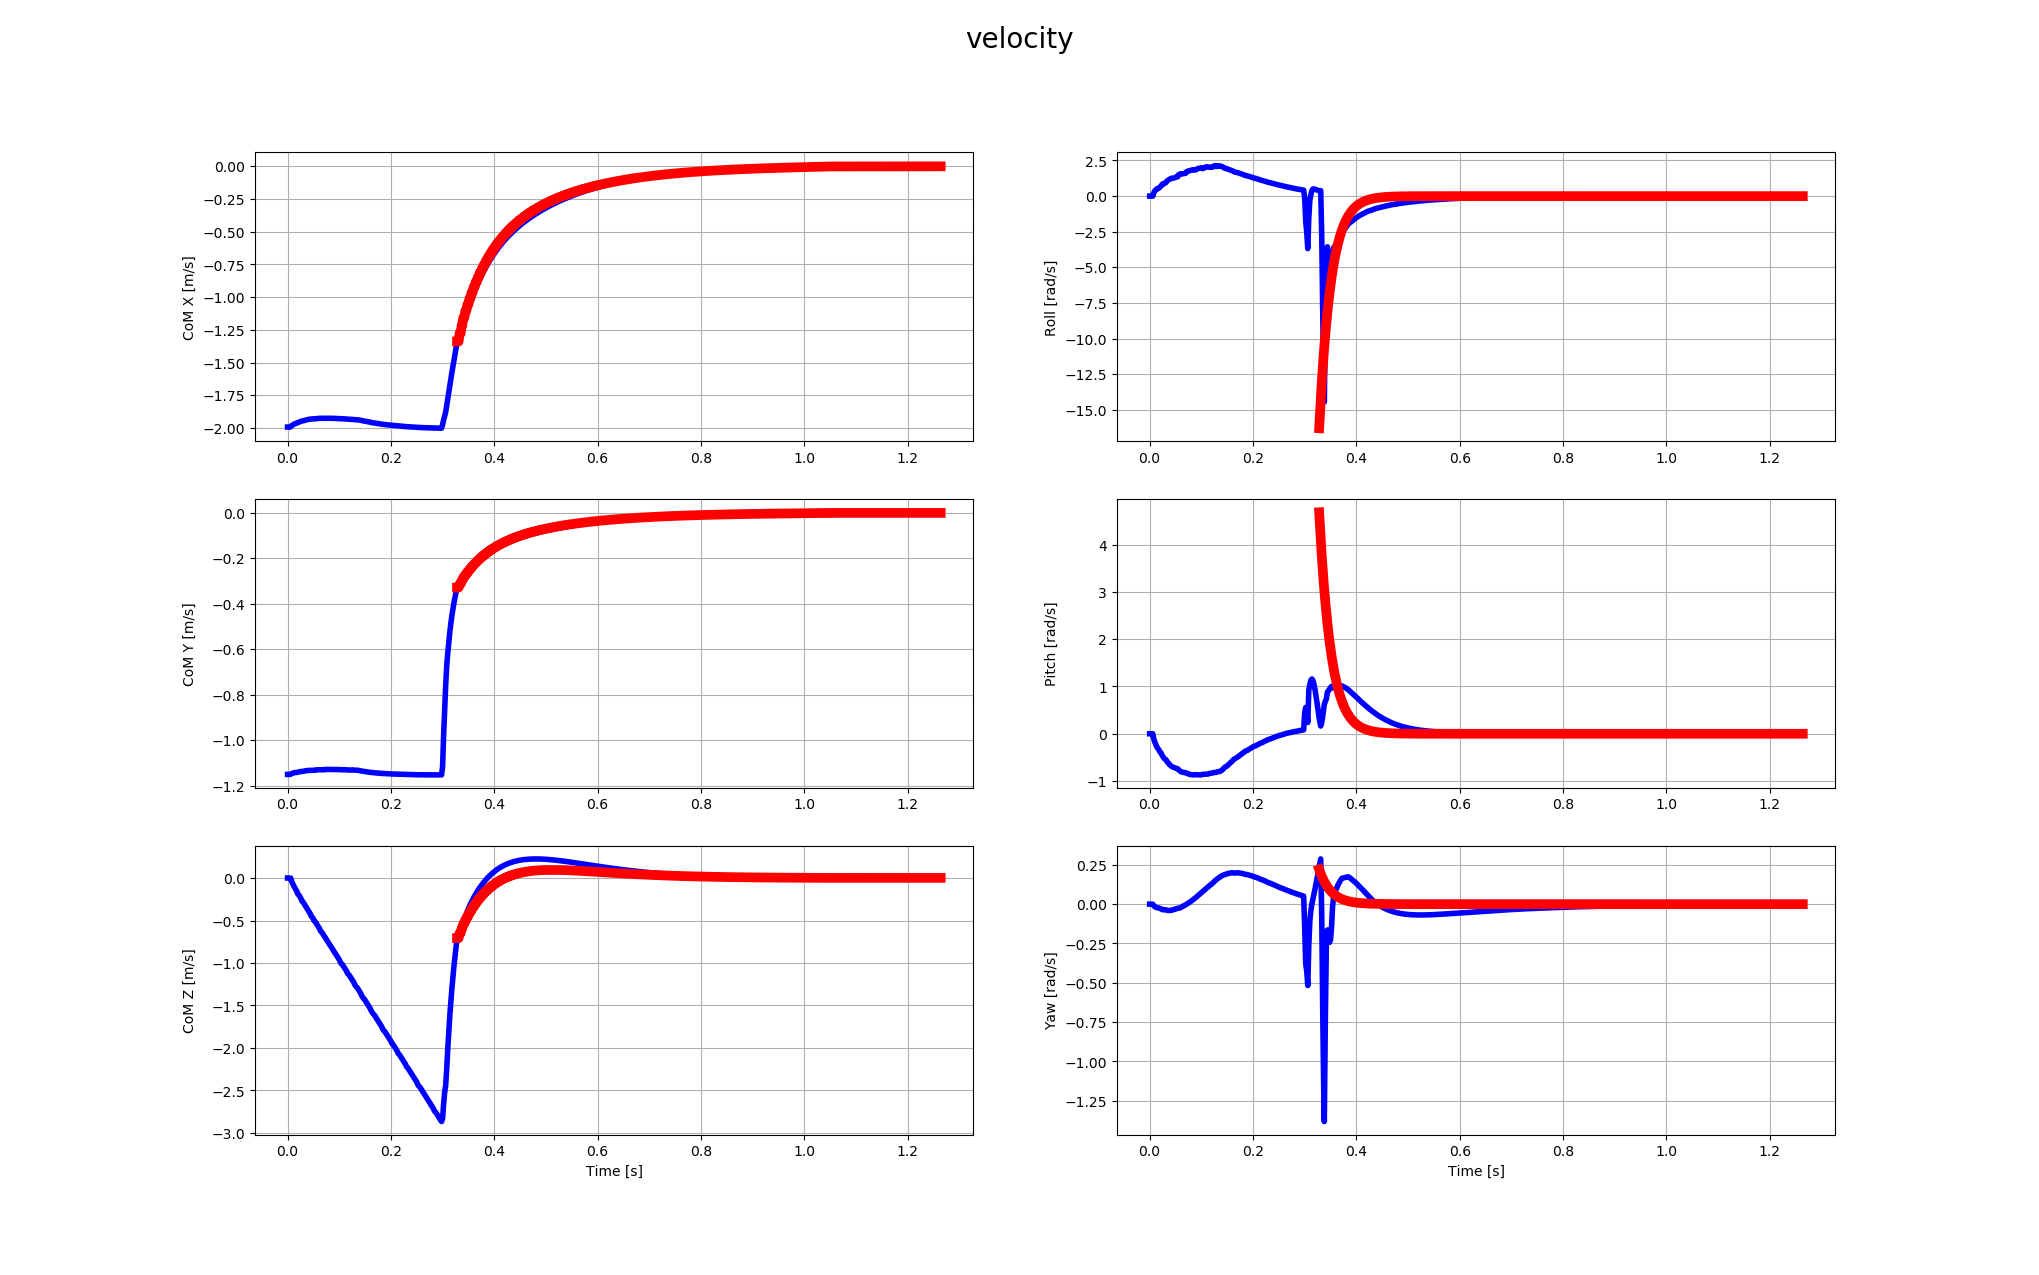 velocity
CoM X [m/s]
0.00
−0.25
−0.50
−0.75
−1.00
−1.25
−1.50
−1.75
−2.00
0.0 0.2 0.4 0.6 0.8 1.0 1.2
Roll [rad/s]
2.5
0.0
−2.5
−5.0
−7.5
−10.0
−12.5
−15.0
0.0 0.2 0.4 0.6 0.8 1.0 1.2
CoM Y [m/s]
0.0
−0.2
−0.4
−0.6
−0.8
−1.0
−1.2
0.0 0.2 0.4 0.6 0.8 1.0 1.2
Pitch [rad/s]
4
3
2
1
0
−1
0.0 0.2 0.4 0.6 0.8 1.0 1.2
CoM Z [m/s]
0.0
−0.5
−1.0
−1.5
−2.0
−2.5
−3.0
0.0 0.2 0.4 0.6 0.8 1.0 1.2
Time [s]
Yaw [rad/s]
0.25
0.00
−0.25
−0.50
−0.75
−1.00
−1.25
0.0 0.2 0.4 0.6 0.8 1.0 1.2
Time [s]